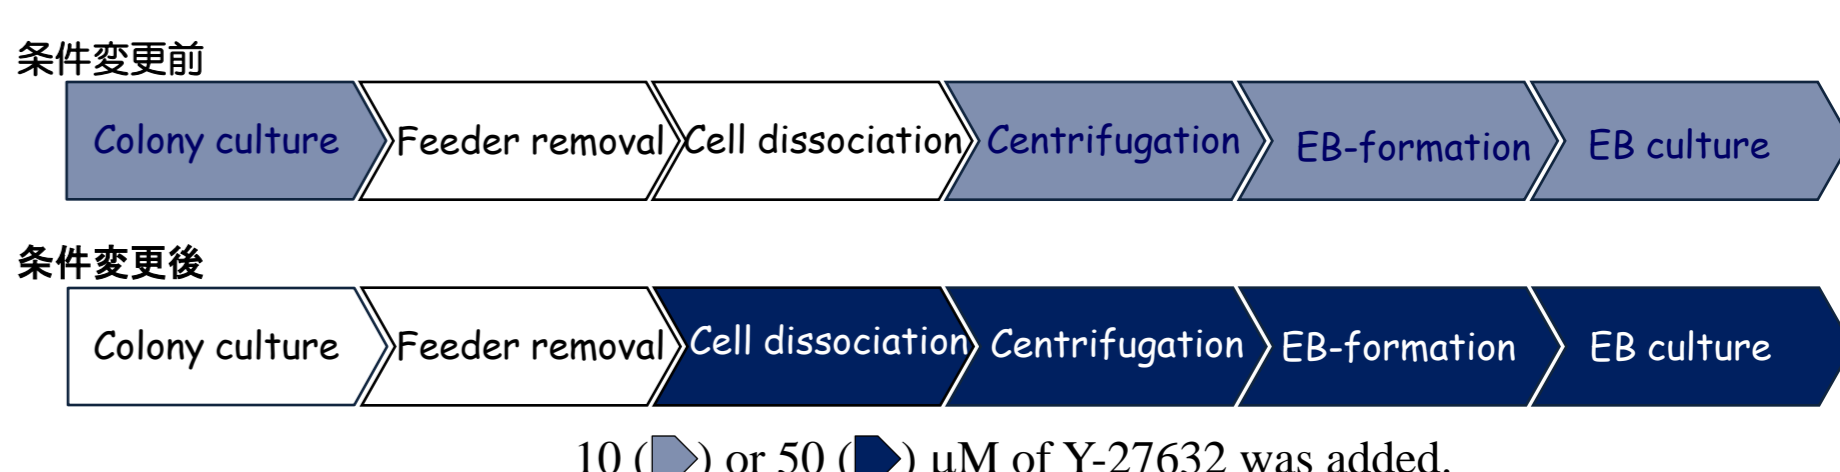 条件変更前
Colony culture Feeder removal Cell dissociation Centrifugation EB-formation EB culture
条件変更後
Colony culture Feeder removal Cell dissociation Centrifugation EB-formation EB culture
10 ( ) or 50 ( ) μM of Y-27632 was added.